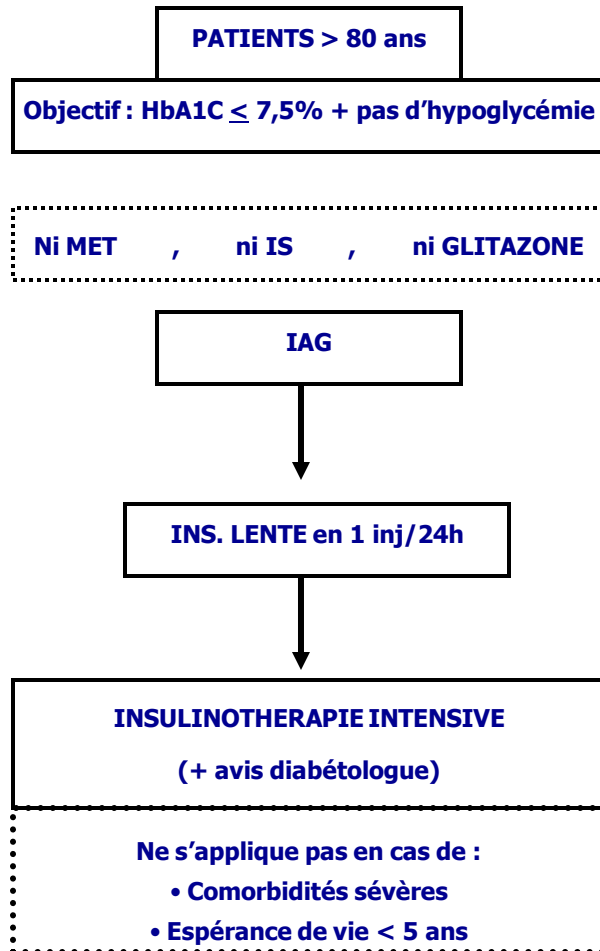 PATIENTS > 80 ans
Objectif : HbA1C ≤ 7,5% + pas d’hypoglycémie
Ni MET , ni IS , ni GLITAZONE
IAG
INS. LENTE en 1 inj/24h
INSULINOTHERAPIE INTENSIVE
(+ avis diabétologue)
Ne s’applique pas en cas de :
• Comorbidités sévères
• Espérance de vie < 5 ans